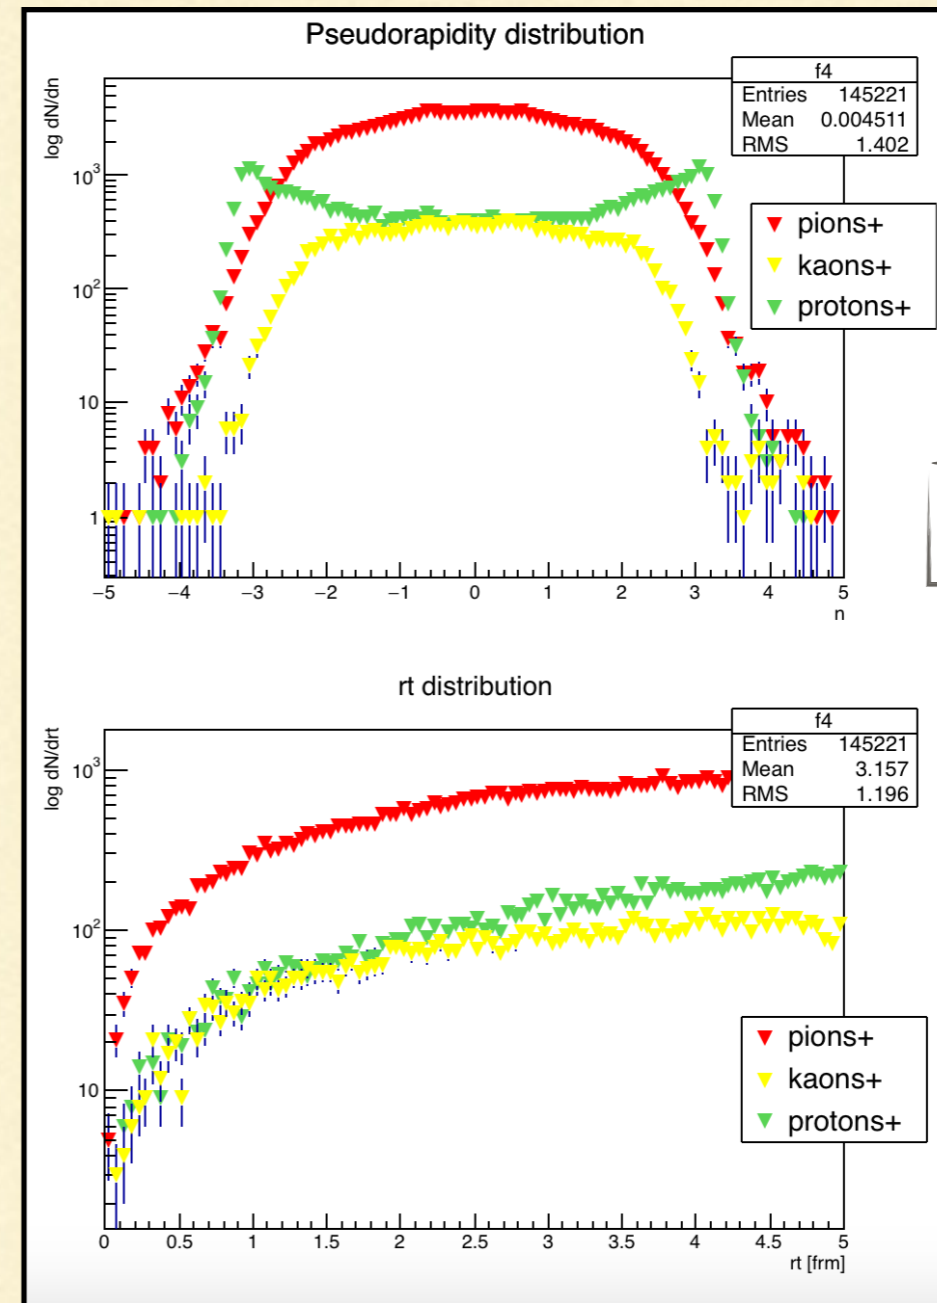 Pseudorapidity distribution
log dN/dn
f4
Entries 145221
Mean 0.004511
RMS 1.402
10³
10²
10
1
pions+
kaons+
protons+
−5 −4 −3 −2 −1 0 1 2 3 4 5
n
rt distribution
log dN/drt
f4
Entries 145221
Mean 3.157
RMS 1.196
10³
10²
10
pions+
kaons+
protons+
0 0.5 1 1.5 2 2.5 3 3.5 4 4.5 5
rt [frm]